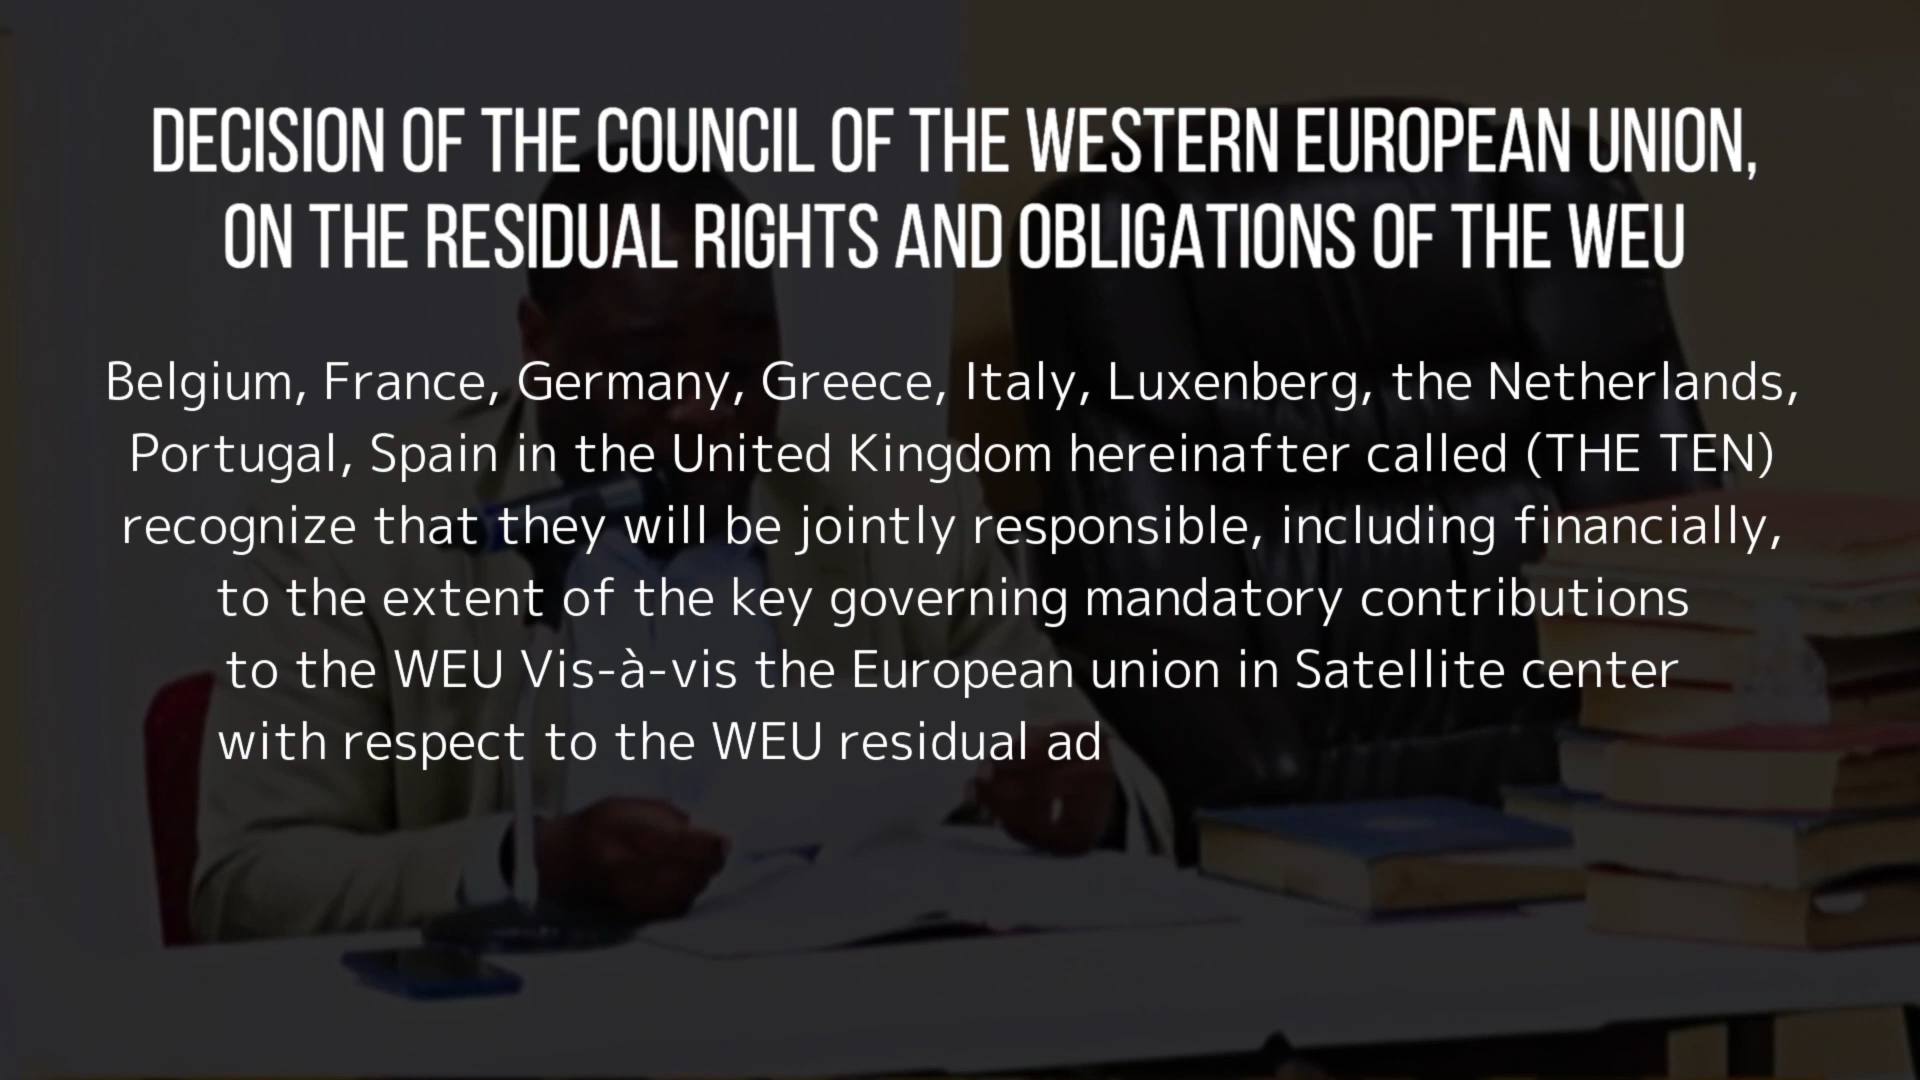 DECISION OF THE COUNCIL OF THE WESTERN EUROPEAN UNION,
ON THE RESIDUAL RIGHTS AND OBLIGATIONS OF THE WEU
Belgium, France, Germany, Greece, Italy, Luxenberg, the Netherlands,
Portugal, Spain in the United Kingdom hereinafter called (THE TEN)
recognize that they will be jointly responsible, including financially,
to the extent of the key governing mandatory contributions
to the WEU Vis-à-vis the European union in Satellite center
with respect to the WEU residual ad